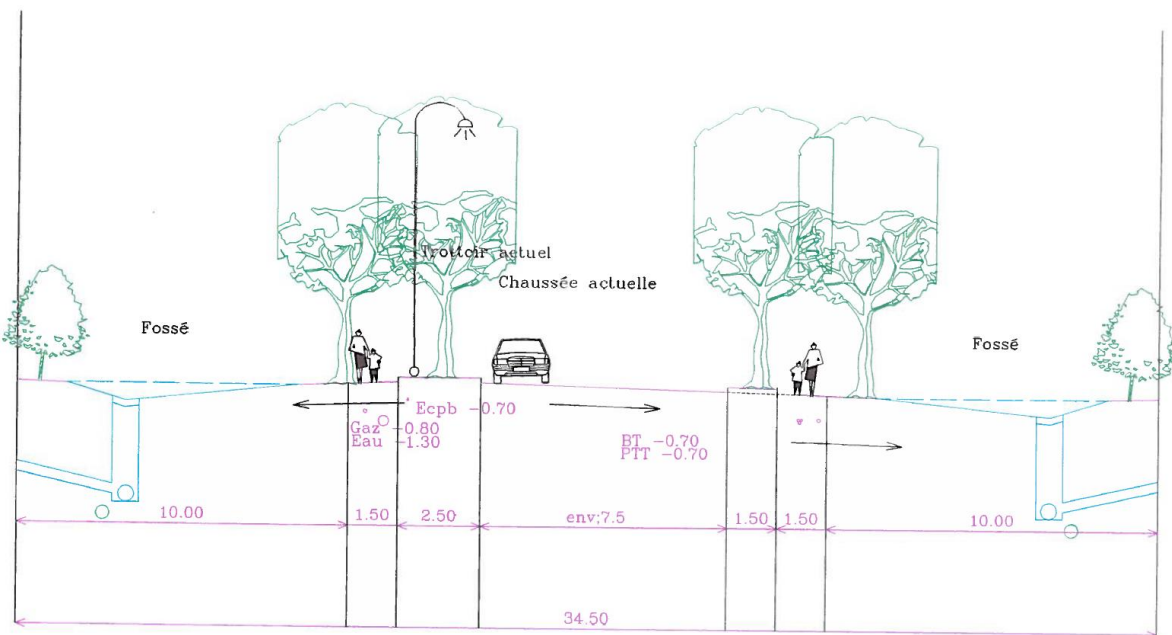 Trottoir actuel
Chaussée actuelle
Fossé
Fossé
Ecpb -0.70
Gaz -0.80
Eau -1.30
BT -0.70
PTT -0.70
10.00
1.50
2.50
env;7.5
1.50
1.50
10.00
34.50